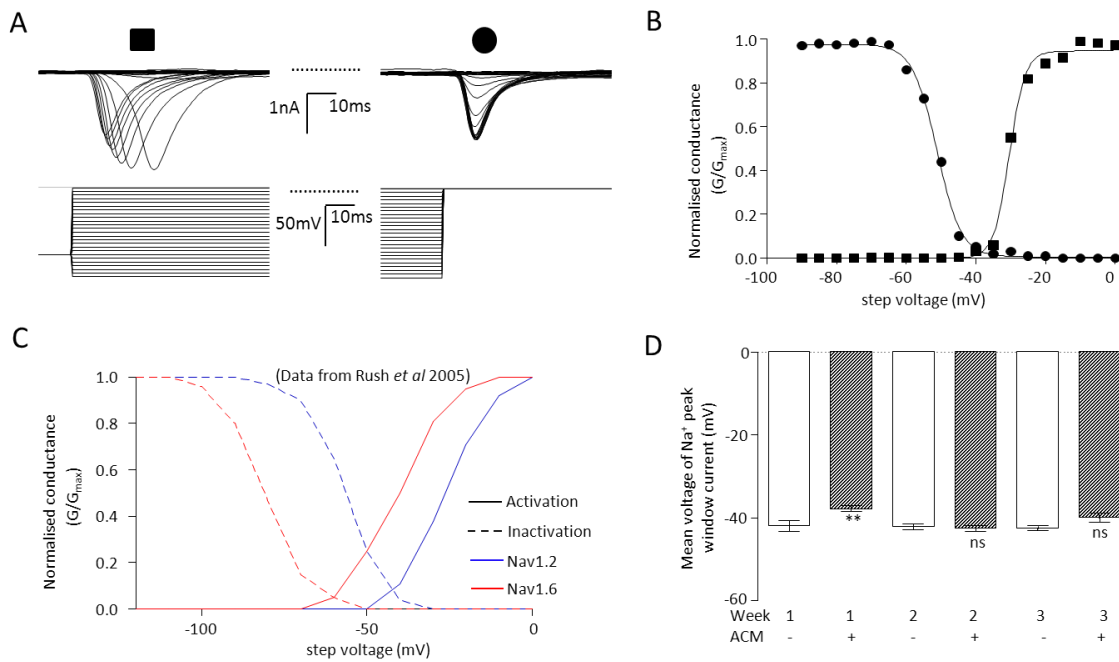 A
1nA
10ms
50mV
10ms
B
Normalised conductance
(G/Gmax)
1.0
0.8
0.6
0.4
0.2
0.0
-100
-80
-60
-40
-20
0
step voltage (mV)
C
(Data from Rush et al 2005)
Normalised conductance
(G/Gmax)
1.0
0.8
0.6
0.4
0.2
0.0
Activation
Inactivation
Nav1.2
Nav1.6
-100
-50
0
step voltage (mV)
D
Mean voltage of Na+ peak
window current (mV)
0
-20
-40
-60
**
ns
ns
Week 1 1 2 2 3 3
ACM - + - + - +